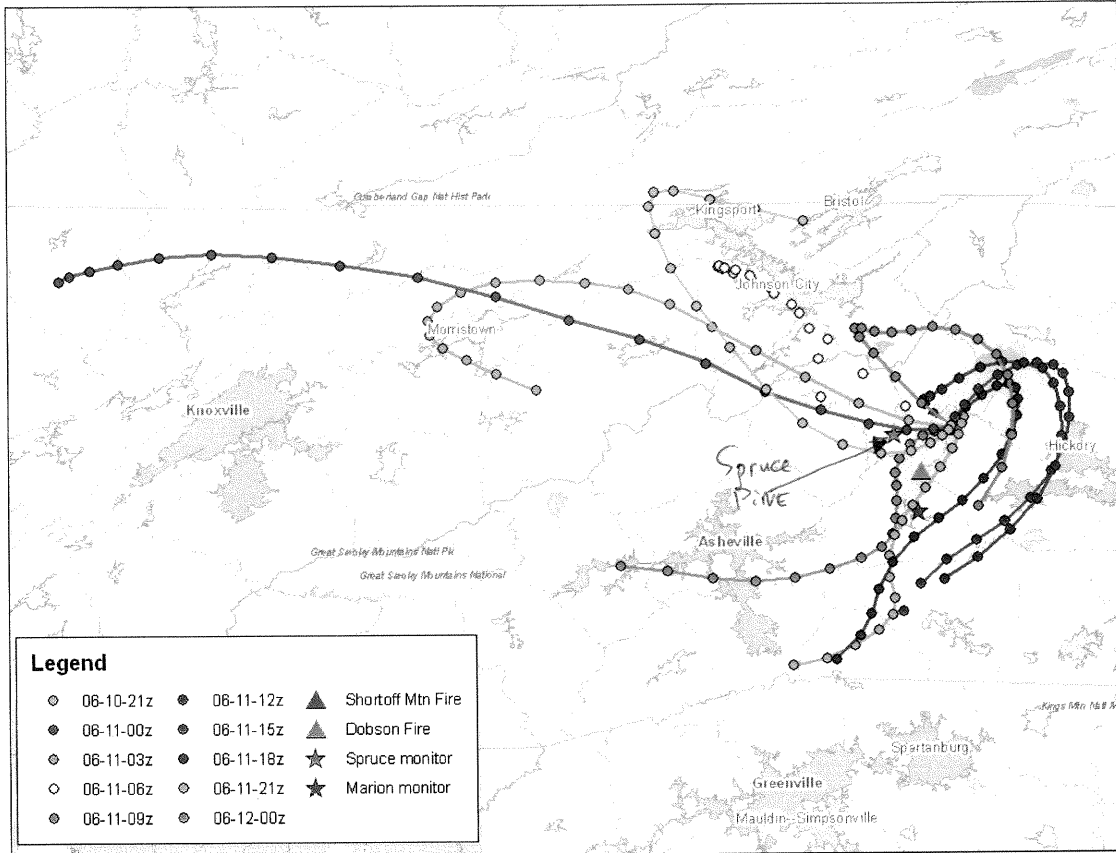 Cumberland Gap Nat Hist Park
Kingsport
Bristol
Johnson City
Morristown
Knoxville
Hickory
Spruce
PINE
Asheville
Great Smoky Mountains Natl Pk
Great Smoky Mountains National
Legend
06-10-21z
06-11-12z
Shortoff Mtn Fire
06-11-00z
06-11-15z
Dobson Fire
06-11-03z
06-11-18z
Spruce monitor
06-11-06z
06-11-21z
Marion monitor
06-11-09z
06-12-00z
Kings Mtn Natl M
Spartanburg
Greenville
Mauldin--Simpsonville